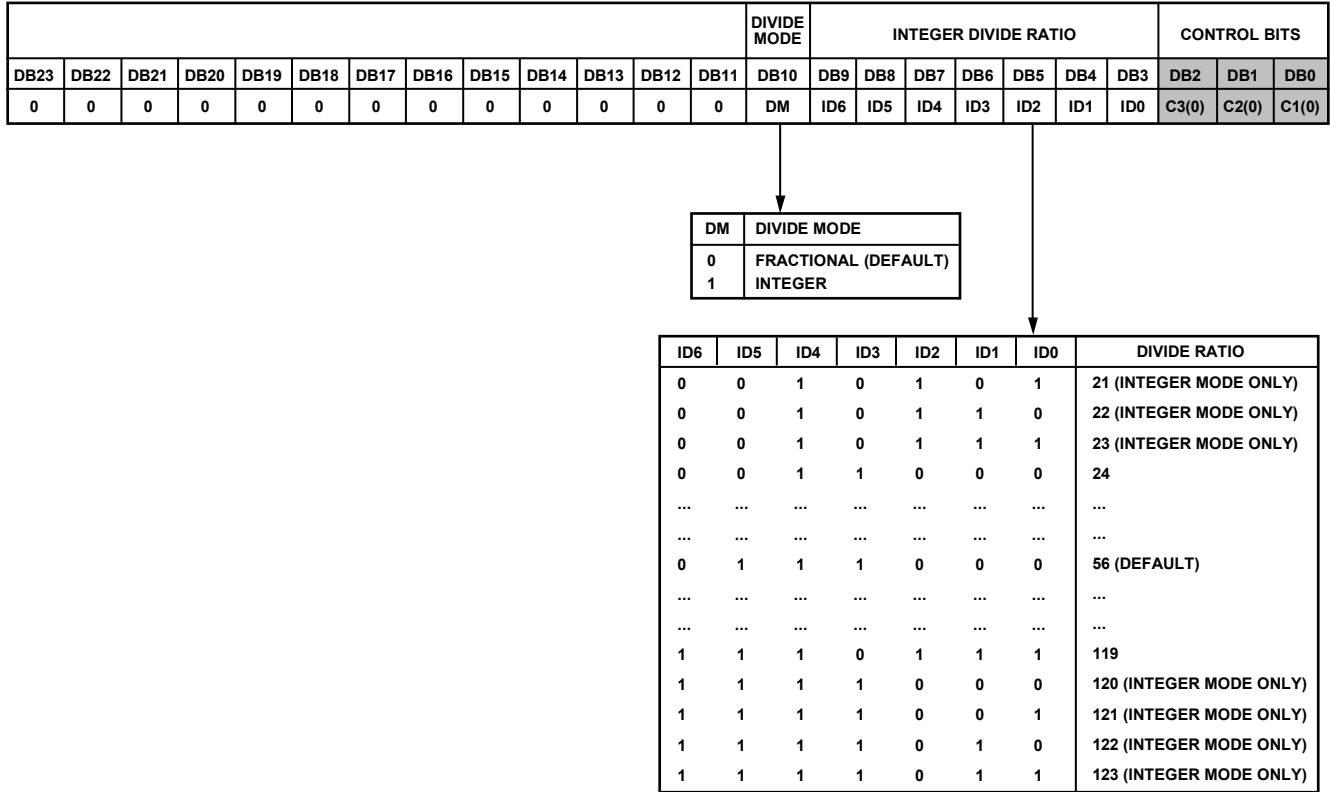 DIVIDE MODE INTEGER DIVIDE RATIO CONTROL BITS
DB23 DB22 DB21 DB20 DB19 DB18 DB17 DB16 DB15 DB14 DB13 DB12 DB11 DB10 DB9 DB8 DB7 DB6 DB5 DB4 DB3 DB2 DB1 DB0
0 0 0 0 0 0 0 0 0 0 0 0 0 DM ID6 ID5 ID4 ID3 ID2 ID1 ID0 C3(0) C2(0) C1(0)
DM DIVIDE MODE
0 FRACTIONAL (DEFAULT)
1 INTEGER
ID6 ID5 ID4 ID3 ID2 ID1 ID0 DIVIDE RATIO
0 0 1 0 1 0 1 21 (INTEGER MODE ONLY)
0 0 1 0 1 1 0 22 (INTEGER MODE ONLY)
0 0 1 0 1 1 1 23 (INTEGER MODE ONLY)
0 0 1 1 0 0 0 24
... ... ... ... ... ... ... ...
... ... ... ... ... ... ... ...
0 1 1 1 0 0 0 56 (DEFAULT)
... ... ... ... ... ... ... ...
... ... ... ... ... ... ... ...
1 1 1 0 1 1 1 119
1 1 1 1 0 0 0 120 (INTEGER MODE ONLY)
1 1 1 1 0 0 1 121 (INTEGER MODE ONLY)
1 1 1 1 0 1 0 122 (INTEGER MODE ONLY)
1 1 1 1 0 1 1 123 (INTEGER MODE ONLY)